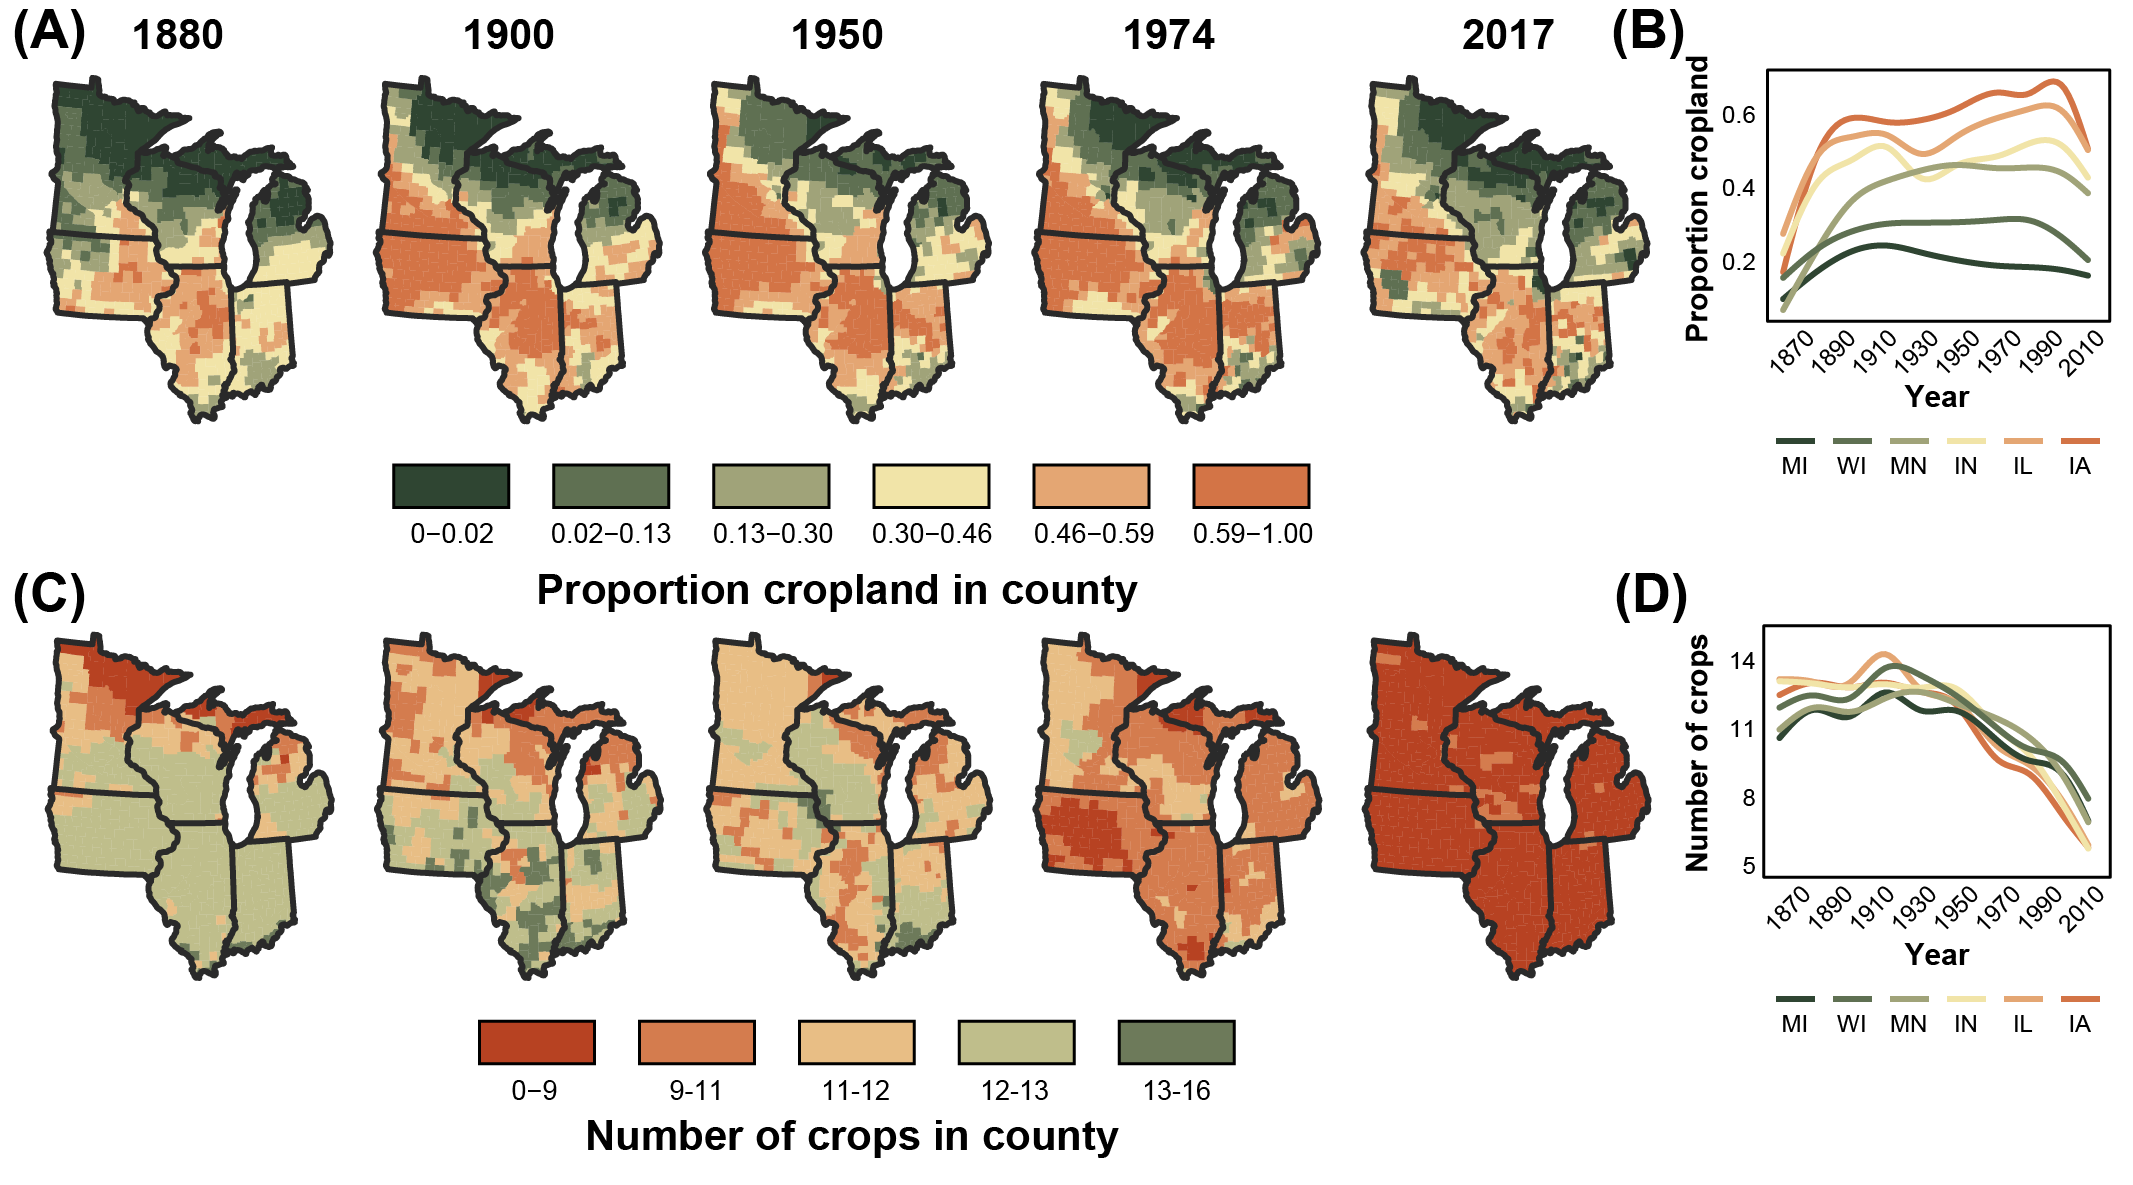 (A) 1880 1900 1950 1974 2017 (B)
Proportion cropland
0.6
0.4
0.2
1870 1890 1910 1930 1950 1970 1990 2010
Year
MI WI MN IN IL IA
0−0.02 0.02−0.13 0.13−0.30 0.30−0.46 0.46−0.59 0.59−1.00
Proportion cropland in county
(C) (D)
Number of crops
14
11
8
5
1870 1890 1910 1930 1950 1970 1990 2010
Year
MI WI MN IN IL IA
0−9 9-11 11-12 12-13 13-16
Number of crops in county